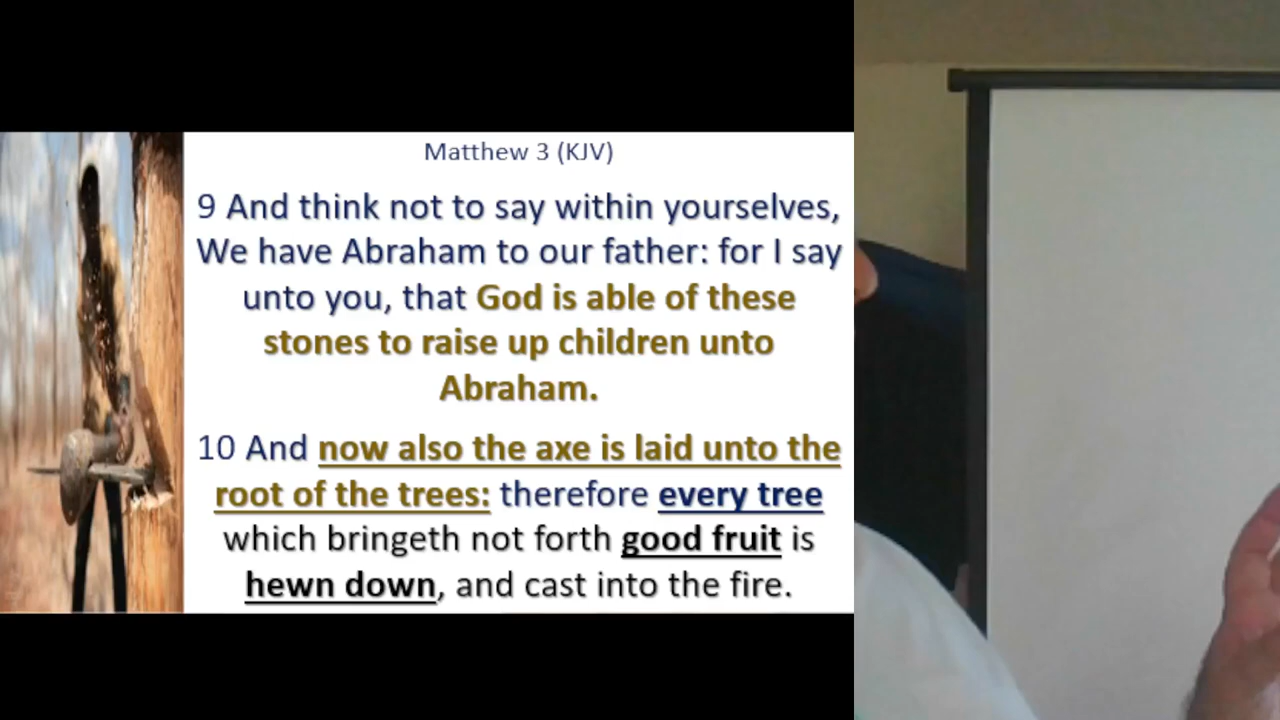 Matthew 3 (KJV)
9 And think not to say within yourselves,
We have Abraham to our father: for I say
unto you, that God is able of these
stones to raise up children unto
Abraham.
10 And now also the axe is laid unto the
root of the trees: therefore every tree
which bringeth not forth good fruit is
hewn down, and cast into the fire.